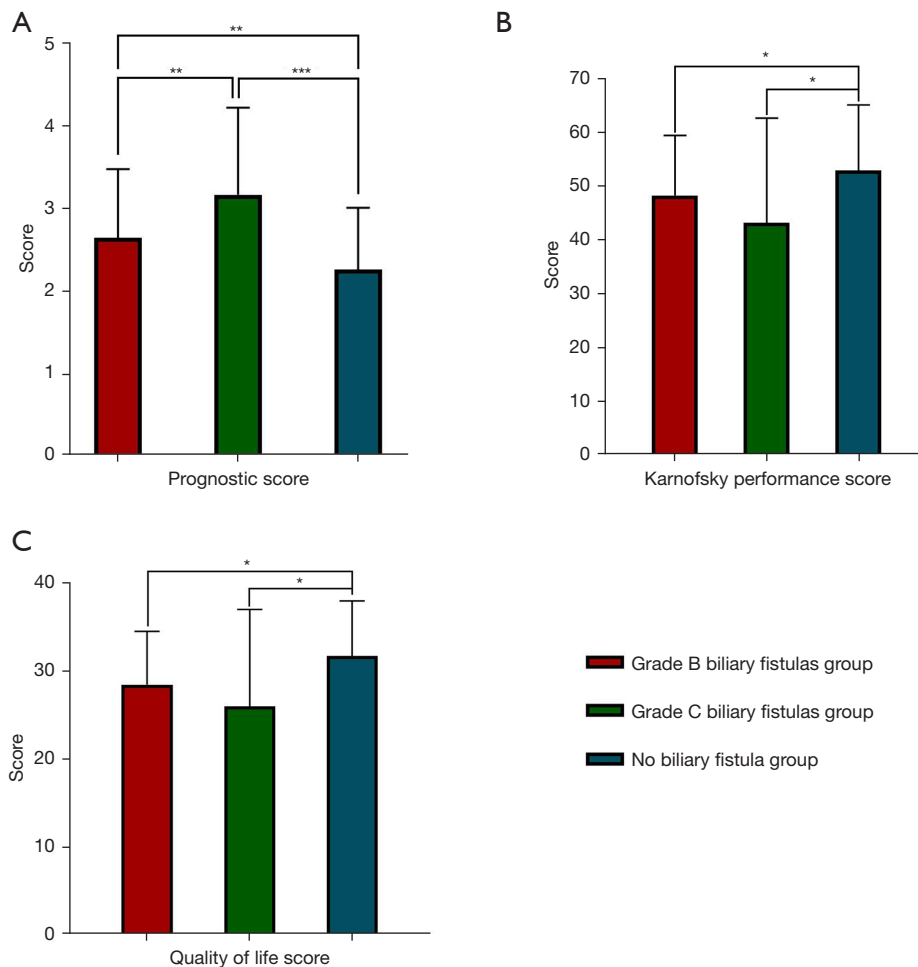 A
**
** ***
5
4
3
2
1
0
Score
Prognostic score
B
*
*
70
60
50
40
30
20
10
0
Score
Karnofsky performance score
C
*
*
40
30
20
10
0
Score
Quality of life score
Grade B biliary fistulas group
Grade C biliary fistulas group
No biliary fistula group